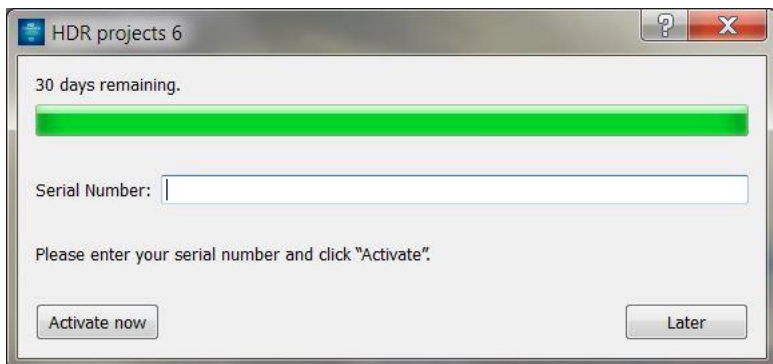 HDR projects 6
30 days remaining.
Serial Number:
Please enter your serial number and click “Activate”.
Activate now
Later